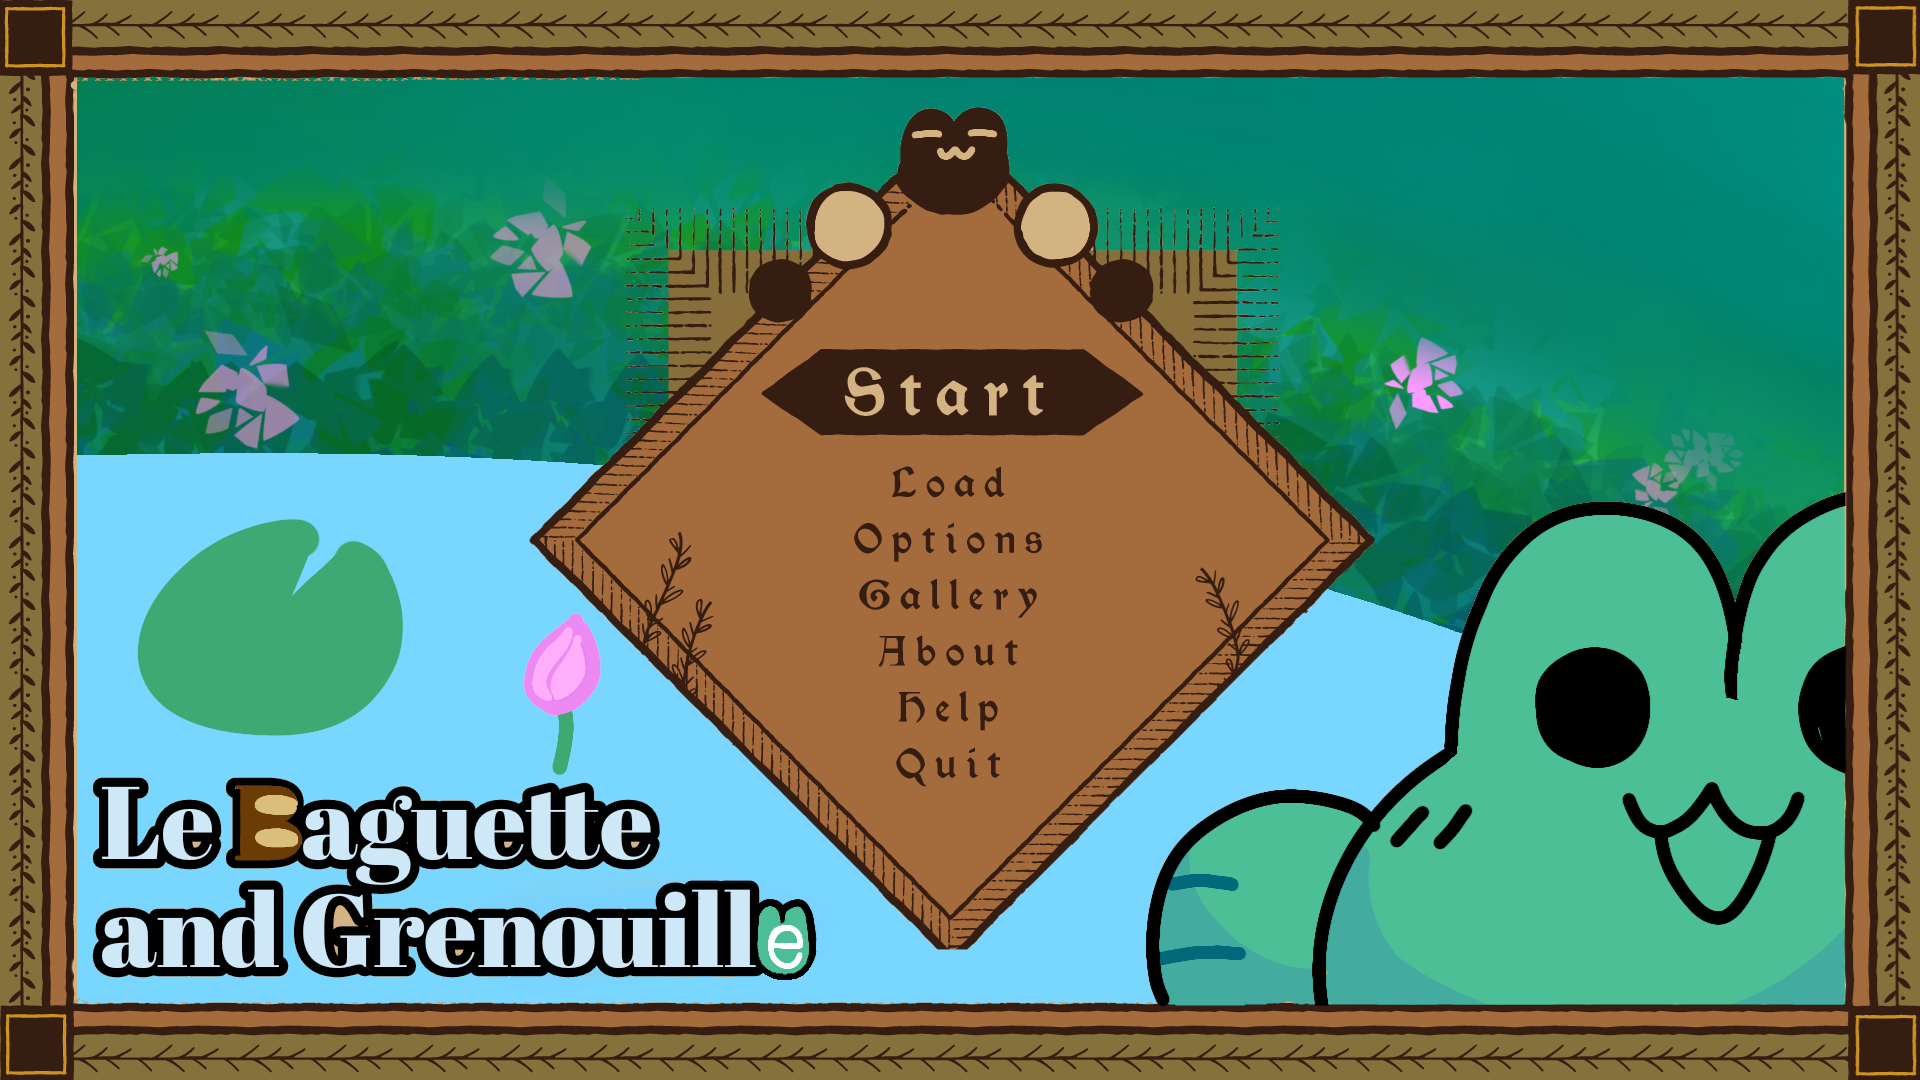 Start
Load
Options
Gallery
About
Help
Quit
Le Baguette
and Grenouille